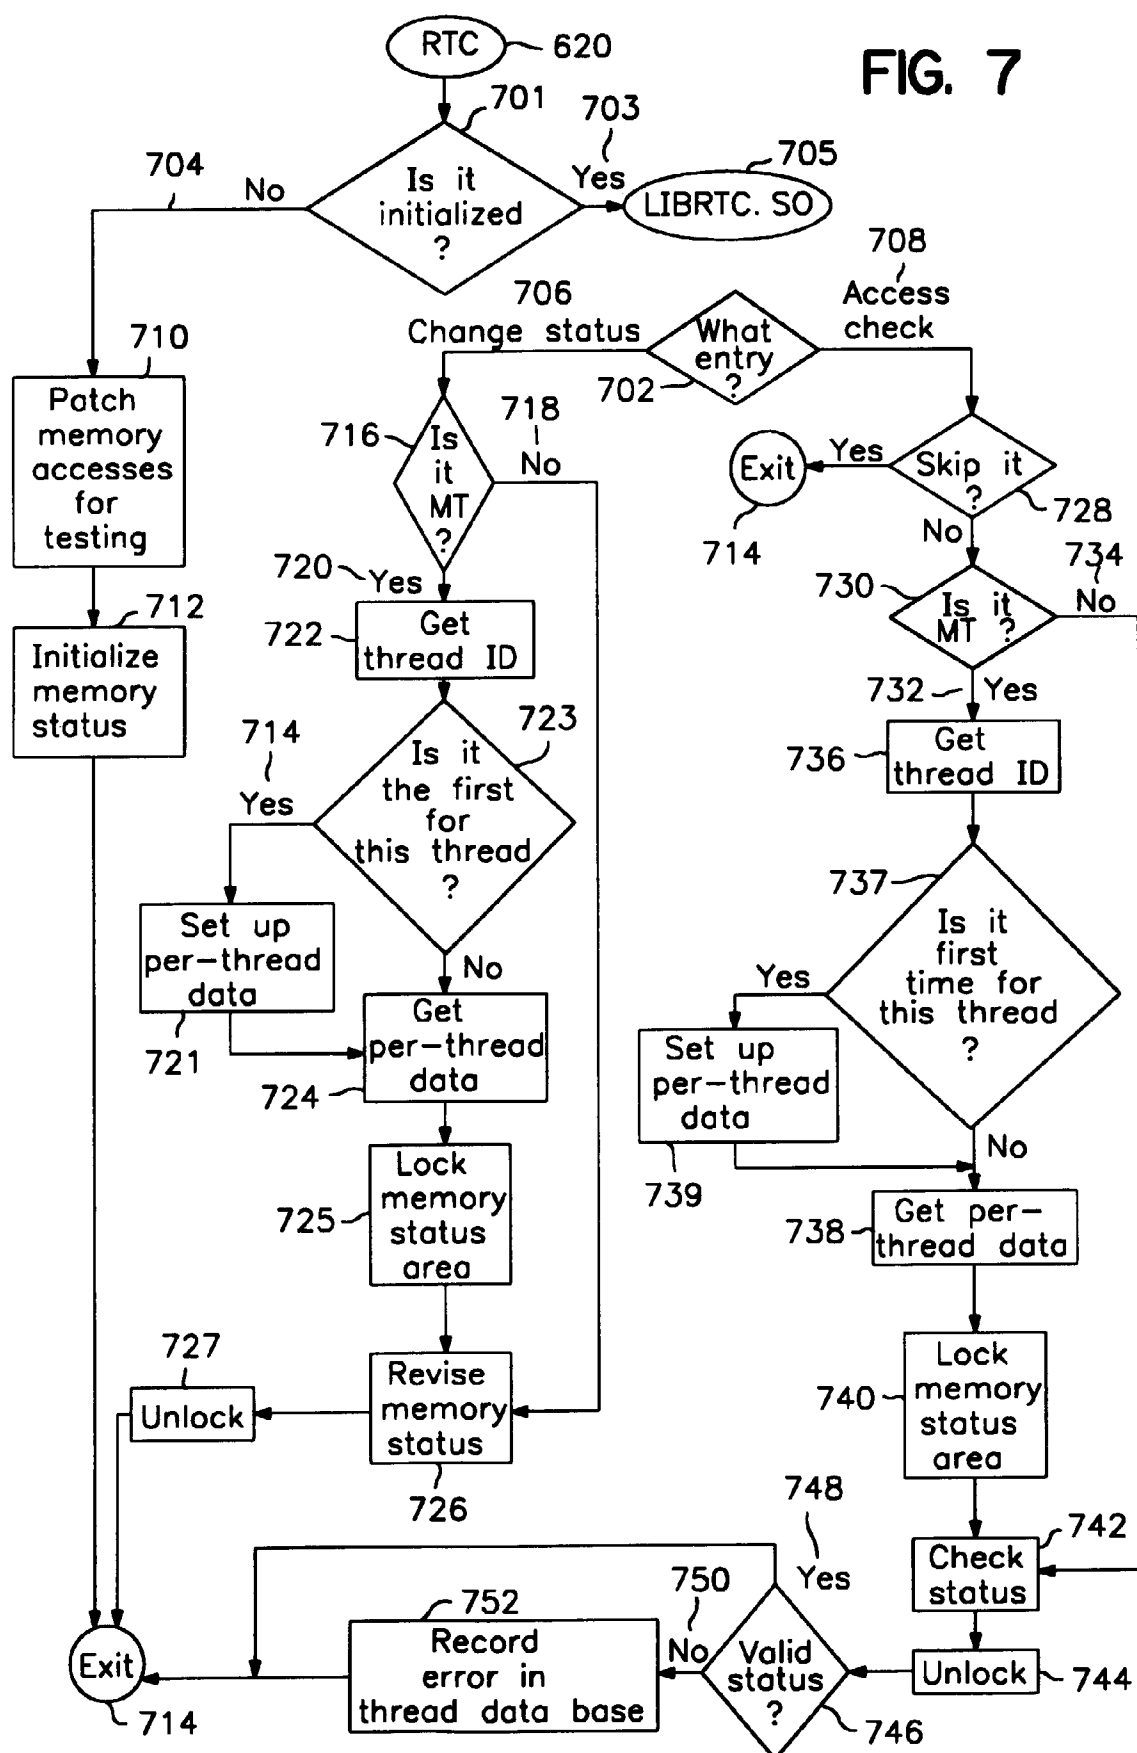 FIG. 7
RTC
620
701
703
704
No
Is it
initialized
?
Yes
705
LIBRTC. SO
708
706
Access
check
Change status
What
entry
?
702
710
Patch
memory
accesses
for
testing
716
Is
it
MT
?
718
No
Exit
714
Yes
Skip it
?
728
No
734
720
Yes
730
Is it
MT ?
No
712
Initialize
memory
status
722
Get
thread ID
732
Yes
723
714
Yes
Is it
the first
for
this thread
?
736
Get
thread ID
737
Is it
first
time for
this thread
?
Set up
per-thread
data
721
No
Yes
Get
per-thread
data
724
Set up
per-thread
data
739
No
Lock
memory
status
area
725
738
Get per-
thread data
727
Unlock
Revise
memory
status
726
740
Lock
memory
status
area
748
Yes
742
Check
status
750
No
752
Record
error in
thread data base
Valid
status
?
746
Unlock
744
Exit
714